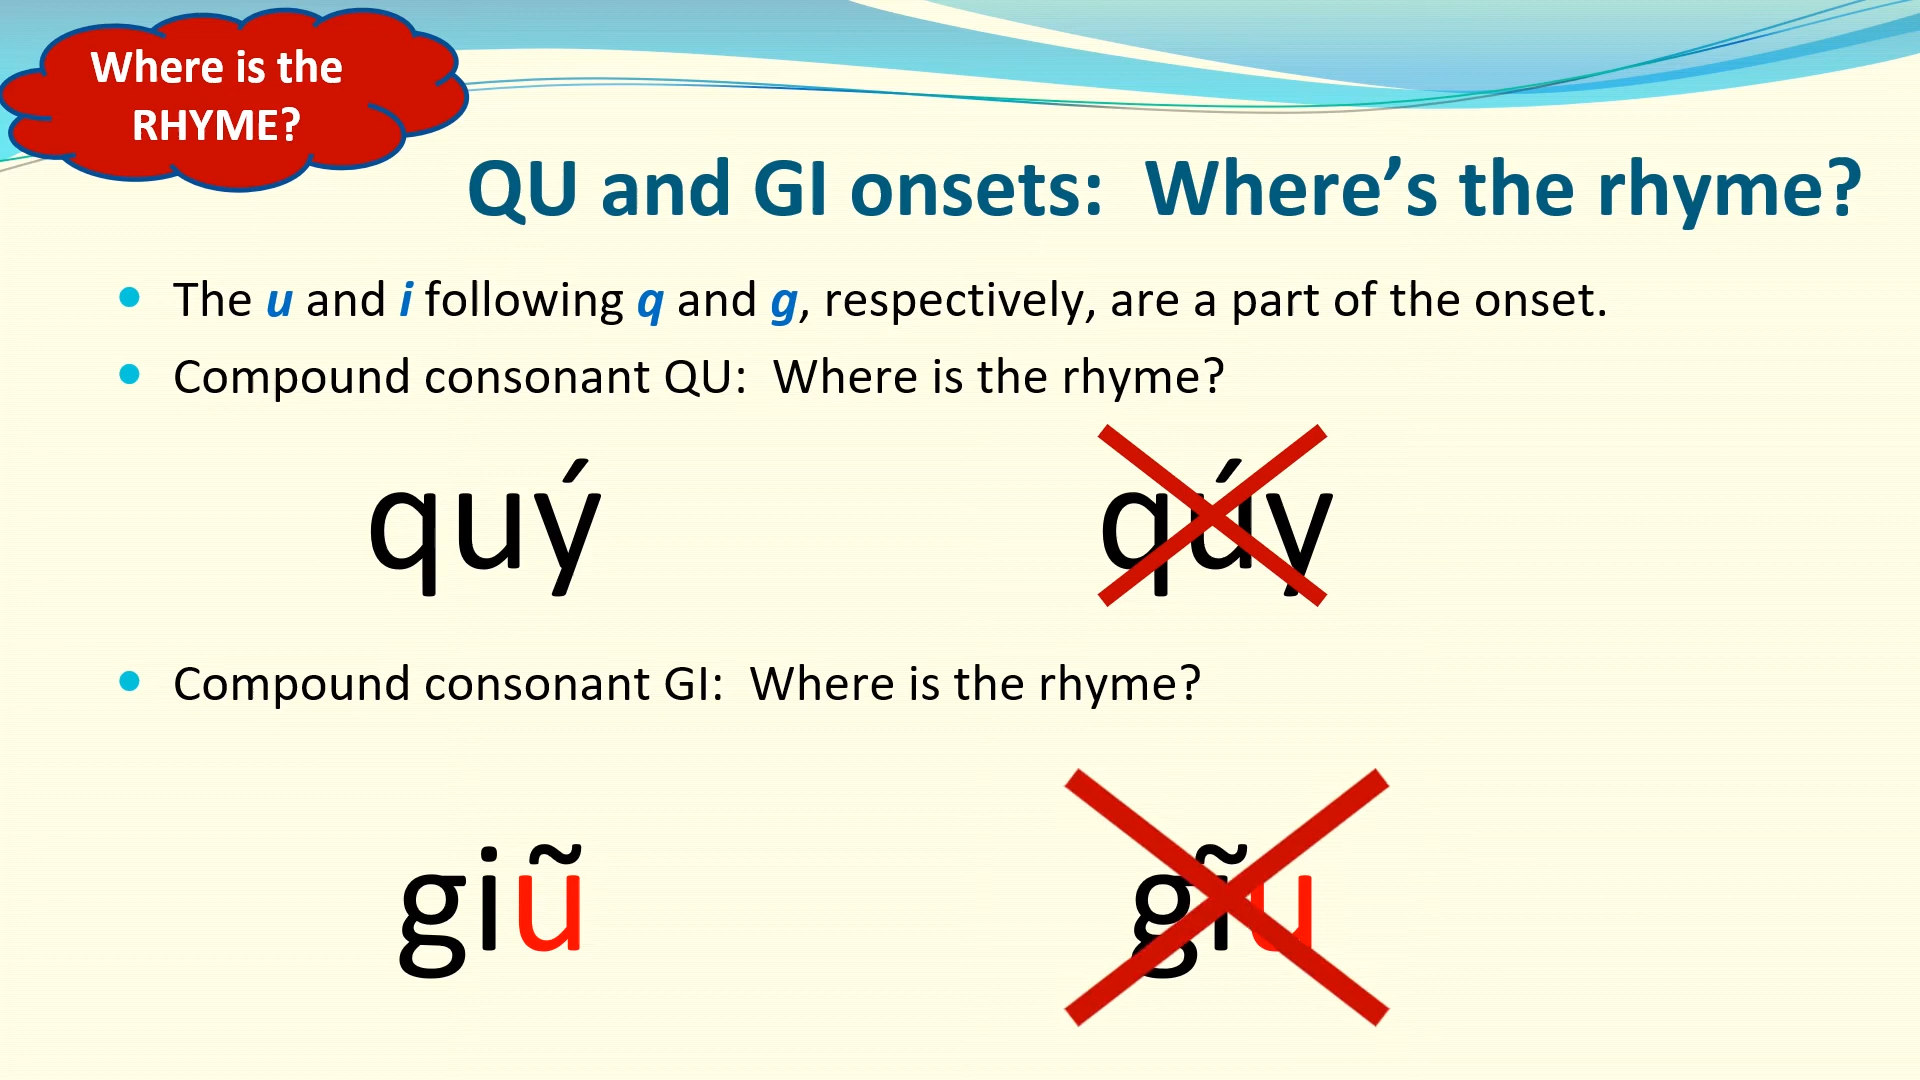 Where is the
RHYME?
QU and GI onsets: Where’s the rhyme?
The u and i following q and g, respectively, are a part of the onset.
Compound consonant QU: Where is the rhyme?
quý qúy
Compound consonant GI: Where is the rhyme?
giũ gĩu